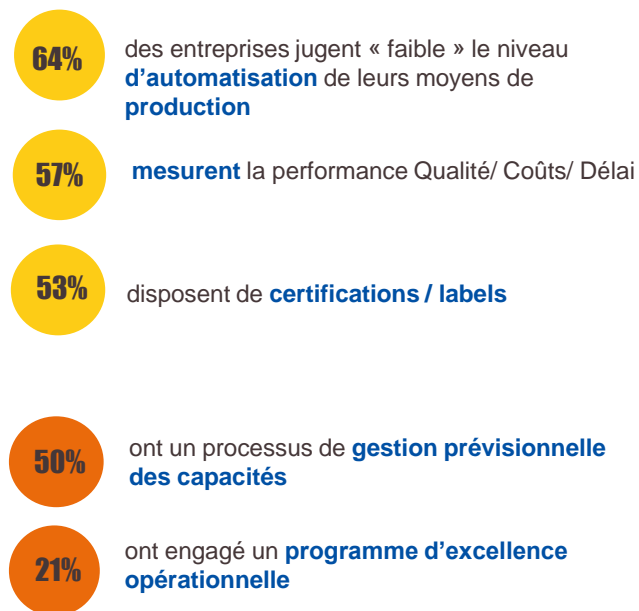 64%
des entreprises jugent « faible » le niveau
d’automatisation de leurs moyens de
production
57%
mesurent la performance Qualité/ Coûts/ Délai
53%
disposent de certifications / labels
50%
ont un processus de gestion prévisionnelle
des capacités
21%
ont engagé un programme d’excellence
opérationnelle